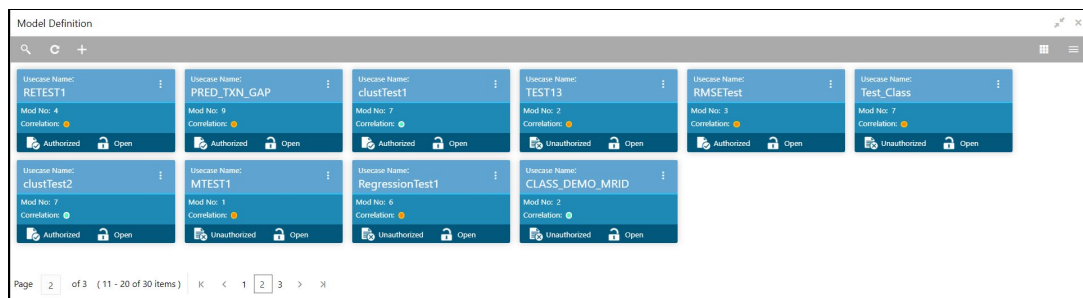 Model Definition
Usecase Name: Usecase Name: Usecase Name: Usecase Name: Usecase Name: Usecase Name:
RETEST1 PRED_TXN_GAP clustTest1 TEST13 RMSETest Test_Class
Mod No: 4 Mod No: 9 Mod No: 7 Mod No: 2 Mod No: 3 Mod No: 7
Correlation: Correlation: Correlation: Correlation: Correlation: Correlation:
Authorized Open Authorized Open Authorized Open Unauthorized Open Authorized Open Unauthorized Open
Usecase Name: Usecase Name: Usecase Name: Usecase Name:
clustTest2 MTEST1 RegressionTest1 CLASS_DEMO_MRID
Mod No: 7 Mod No: 1 Mod No: 6 Mod No: 2
Correlation: Correlation: Correlation: Correlation:
Authorized Open Unauthorized Open Unauthorized Open Unauthorized Open
Page 2 of 3 ( 11 - 20 of 30 items ) 1 2 3